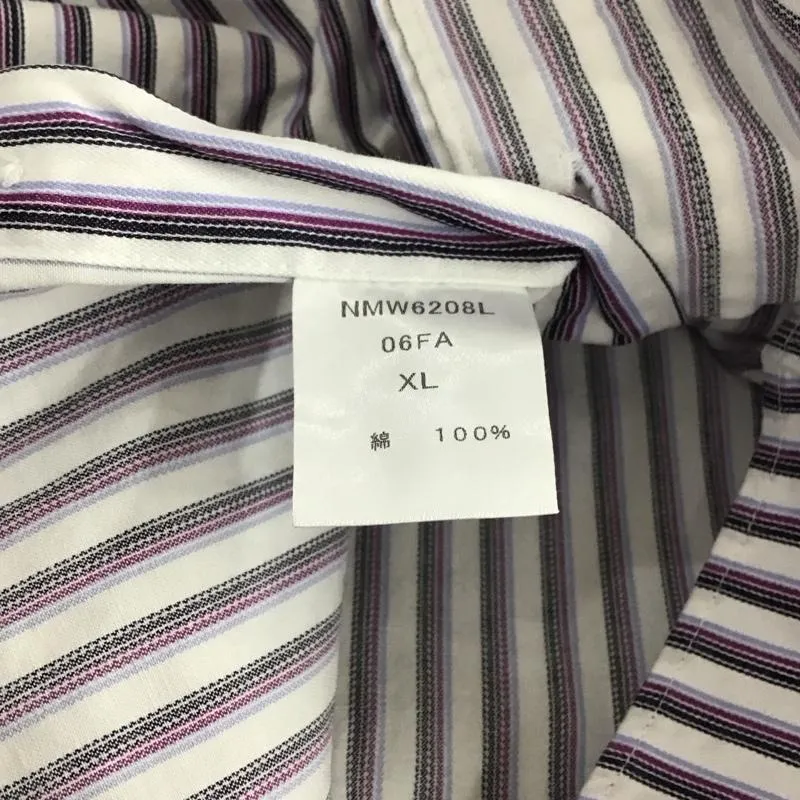 NMW6208L
06FA
XL
綿 100%